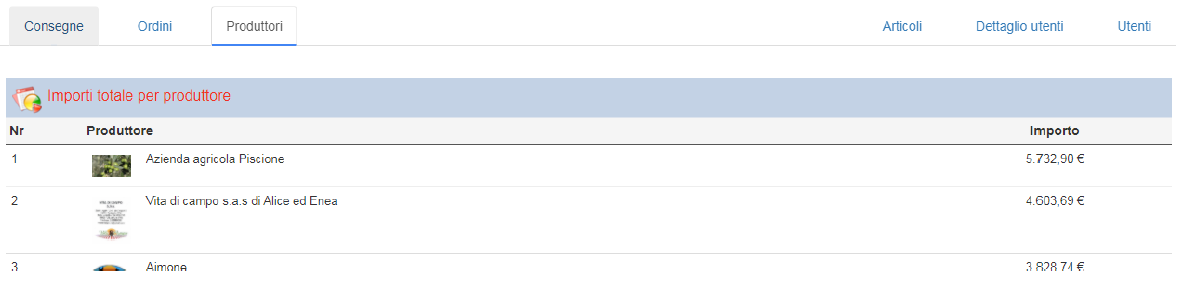 Consegne Ordini Produttori Articoli Dettaglio utenti Utenti
Importi totale per produttore
Nr Produttore Importo
1 Azienda agricola Piscione 5.732,90 €
2 Vita di campo s.a.s di Alice ed Enea 4.603,69 €
3 Aimone 3.828,74 €